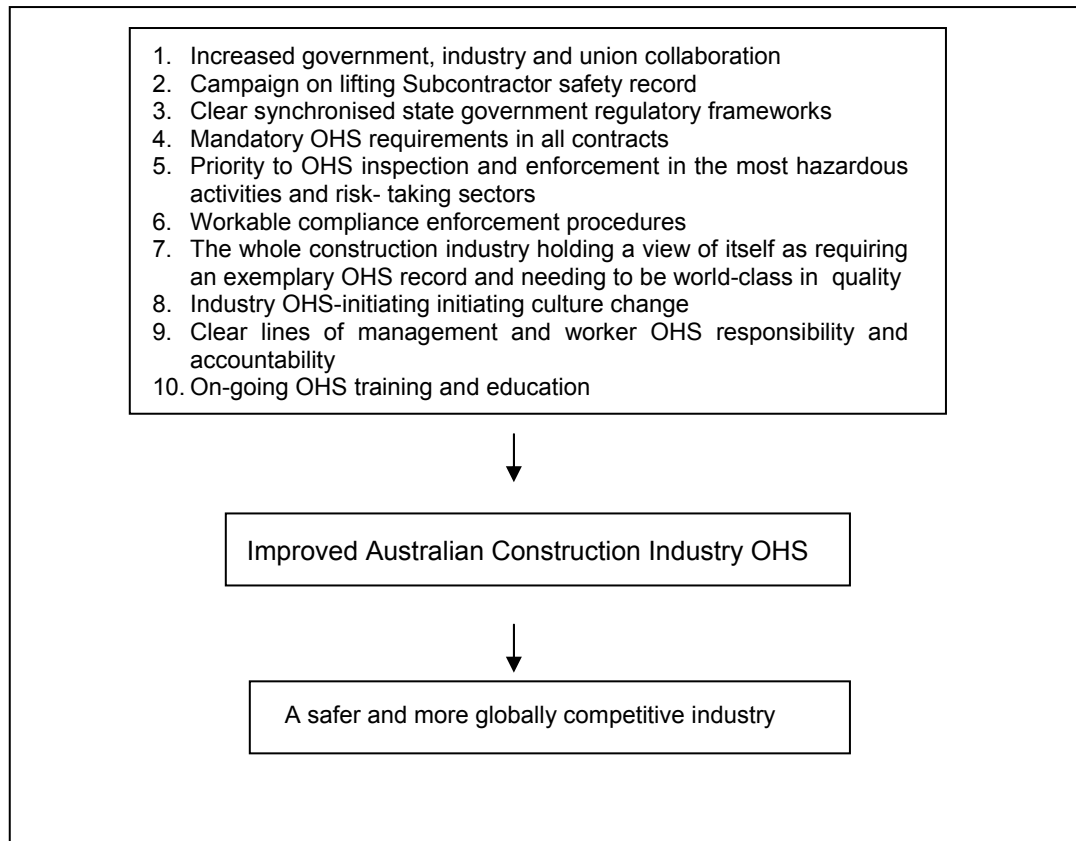 1. Increased government, industry and union collaboration
2. Campaign on lifting Subcontractor safety record
3. Clear synchronised state government regulatory frameworks
4. Mandatory OHS requirements in all contracts
5. Priority to OHS inspection and enforcement in the most hazardous
activities and risk- taking sectors
6. Workable compliance enforcement procedures
7. The whole construction industry holding a view of itself as requiring
an exemplary OHS record and needing to be world-class in quality
8. Industry OHS-initiating initiating culture change
9. Clear lines of management and worker OHS responsibility and
accountability
10. On-going OHS training and education
Improved Australian Construction Industry OHS
A safer and more globally competitive industry